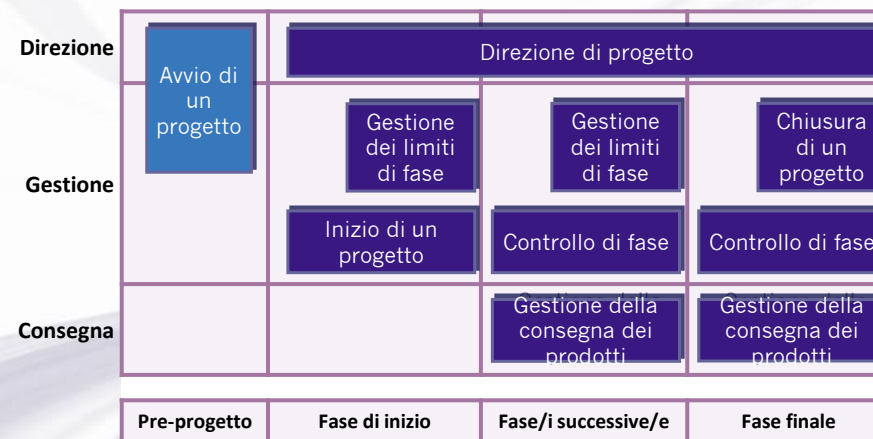 Direzione
Avvio di
un
progetto
Direzione di progetto
Gestione
Gestione
dei limiti
di fase
Gestione
dei limiti
di fase
Chiusura
di un
progetto
Inizio di un
progetto
Controllo di fase
Controllo di fase
Consegna
Gestione della
consegna dei
prodotti
Gestione della
consegna dei
prodotti
Pre-progetto
Fase di inizio
Fase/i successive/e
Fase finale